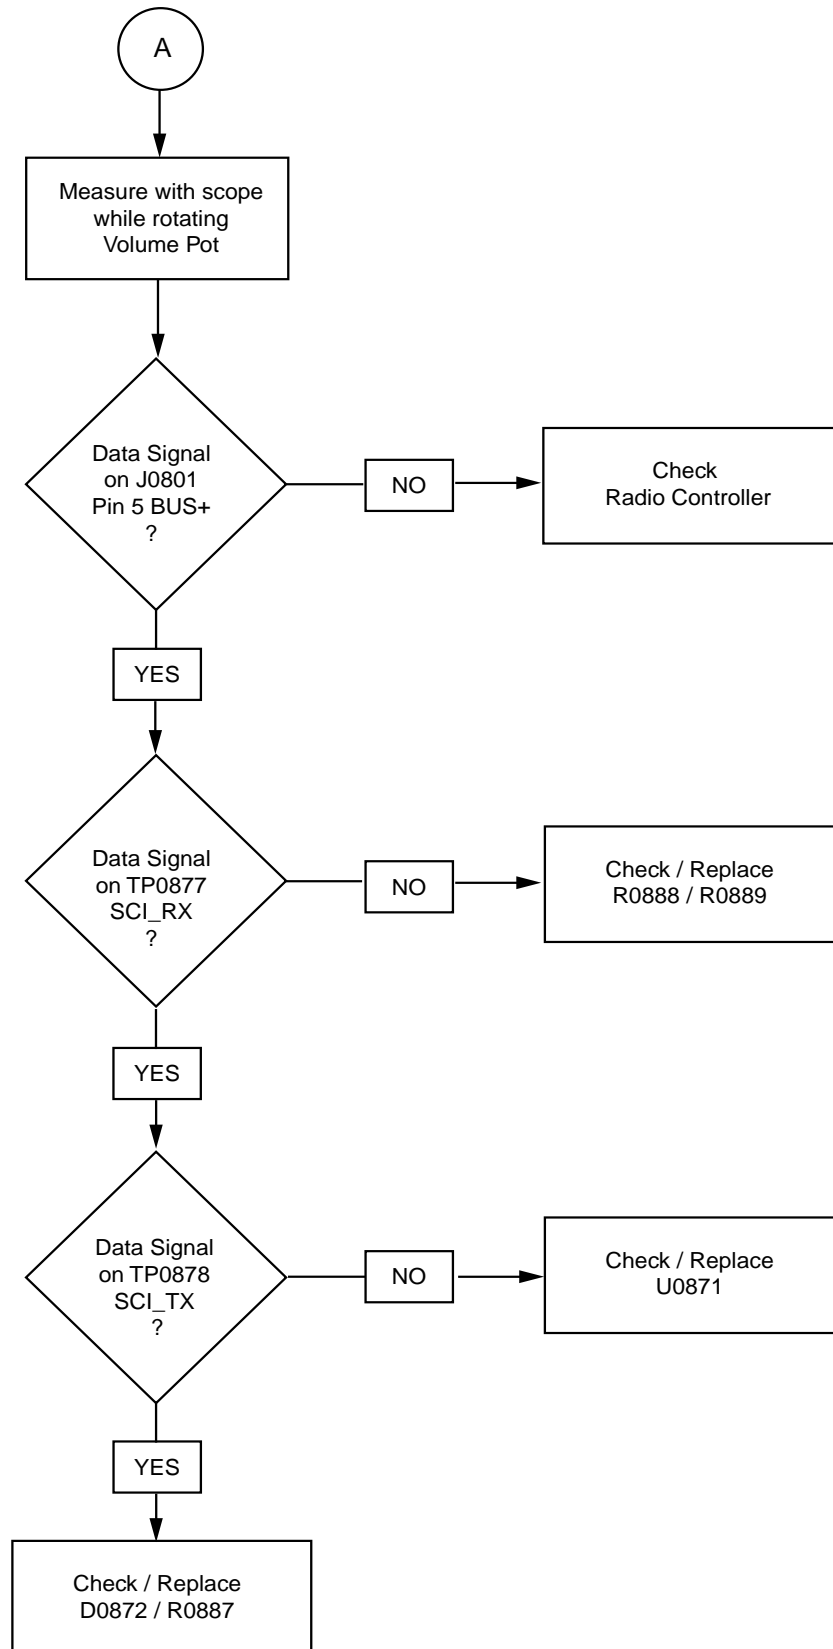 A
Measure with scope
while rotating
Volume Pot
Data Signal
on J0801
Pin 5 BUS+
?
NO
Check
Radio Controller
YES
Data Signal
on TP0877
SCI_RX
?
NO
Check / Replace
R0888 / R0889
YES
Data Signal
on TP0878
SCI_TX
?
NO
Check / Replace
U0871
YES
Check / Replace
D0872 / R0887